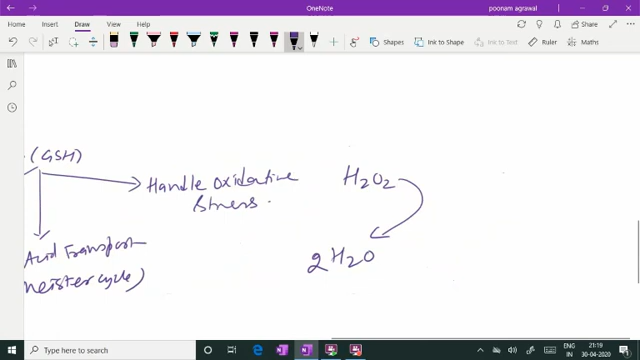 OneNote
poonam agrawal
Home Insert Draw View Help
Share
Shapes Ink to Shape Ink to Text Ruler Maths
(GSH)
Handle Oxidative
Stress.
H2O2
2H2O
Acid Transport
meister cycle)
Type here to search
ENG
IN
21:19
30-04-2020